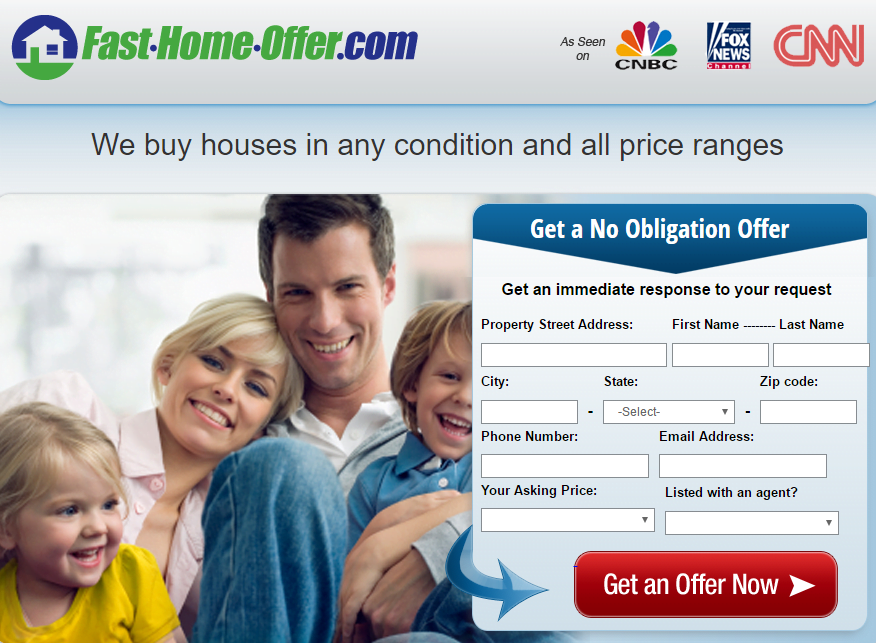 Fast·Home·Offer.com
As Seen
on
CNBC
FOX
NEWS
Channel
CNN
We buy houses in any condition and all price ranges
Get a No Obligation Offer
Get an immediate response to your request
Property Street Address: First Name -------- Last Name
City: State: Zip code:
- -Select- -
Phone Number: Email Address:
Your Asking Price: Listed with an agent?
Get an Offer Now